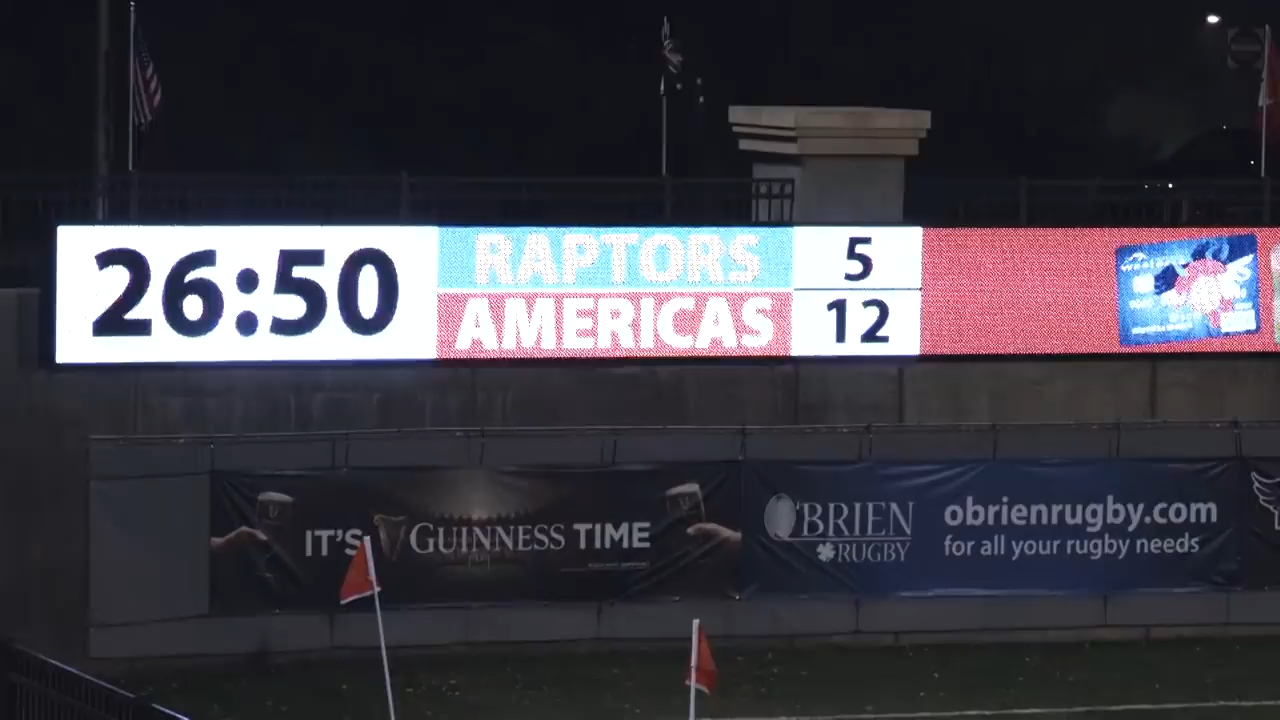 26:50
RAPTORS 5
AMERICAS 12
IT'S GUINNESS TIME
O'BRIEN
RUGBY
obrienrugby.com
for all your rugby needs